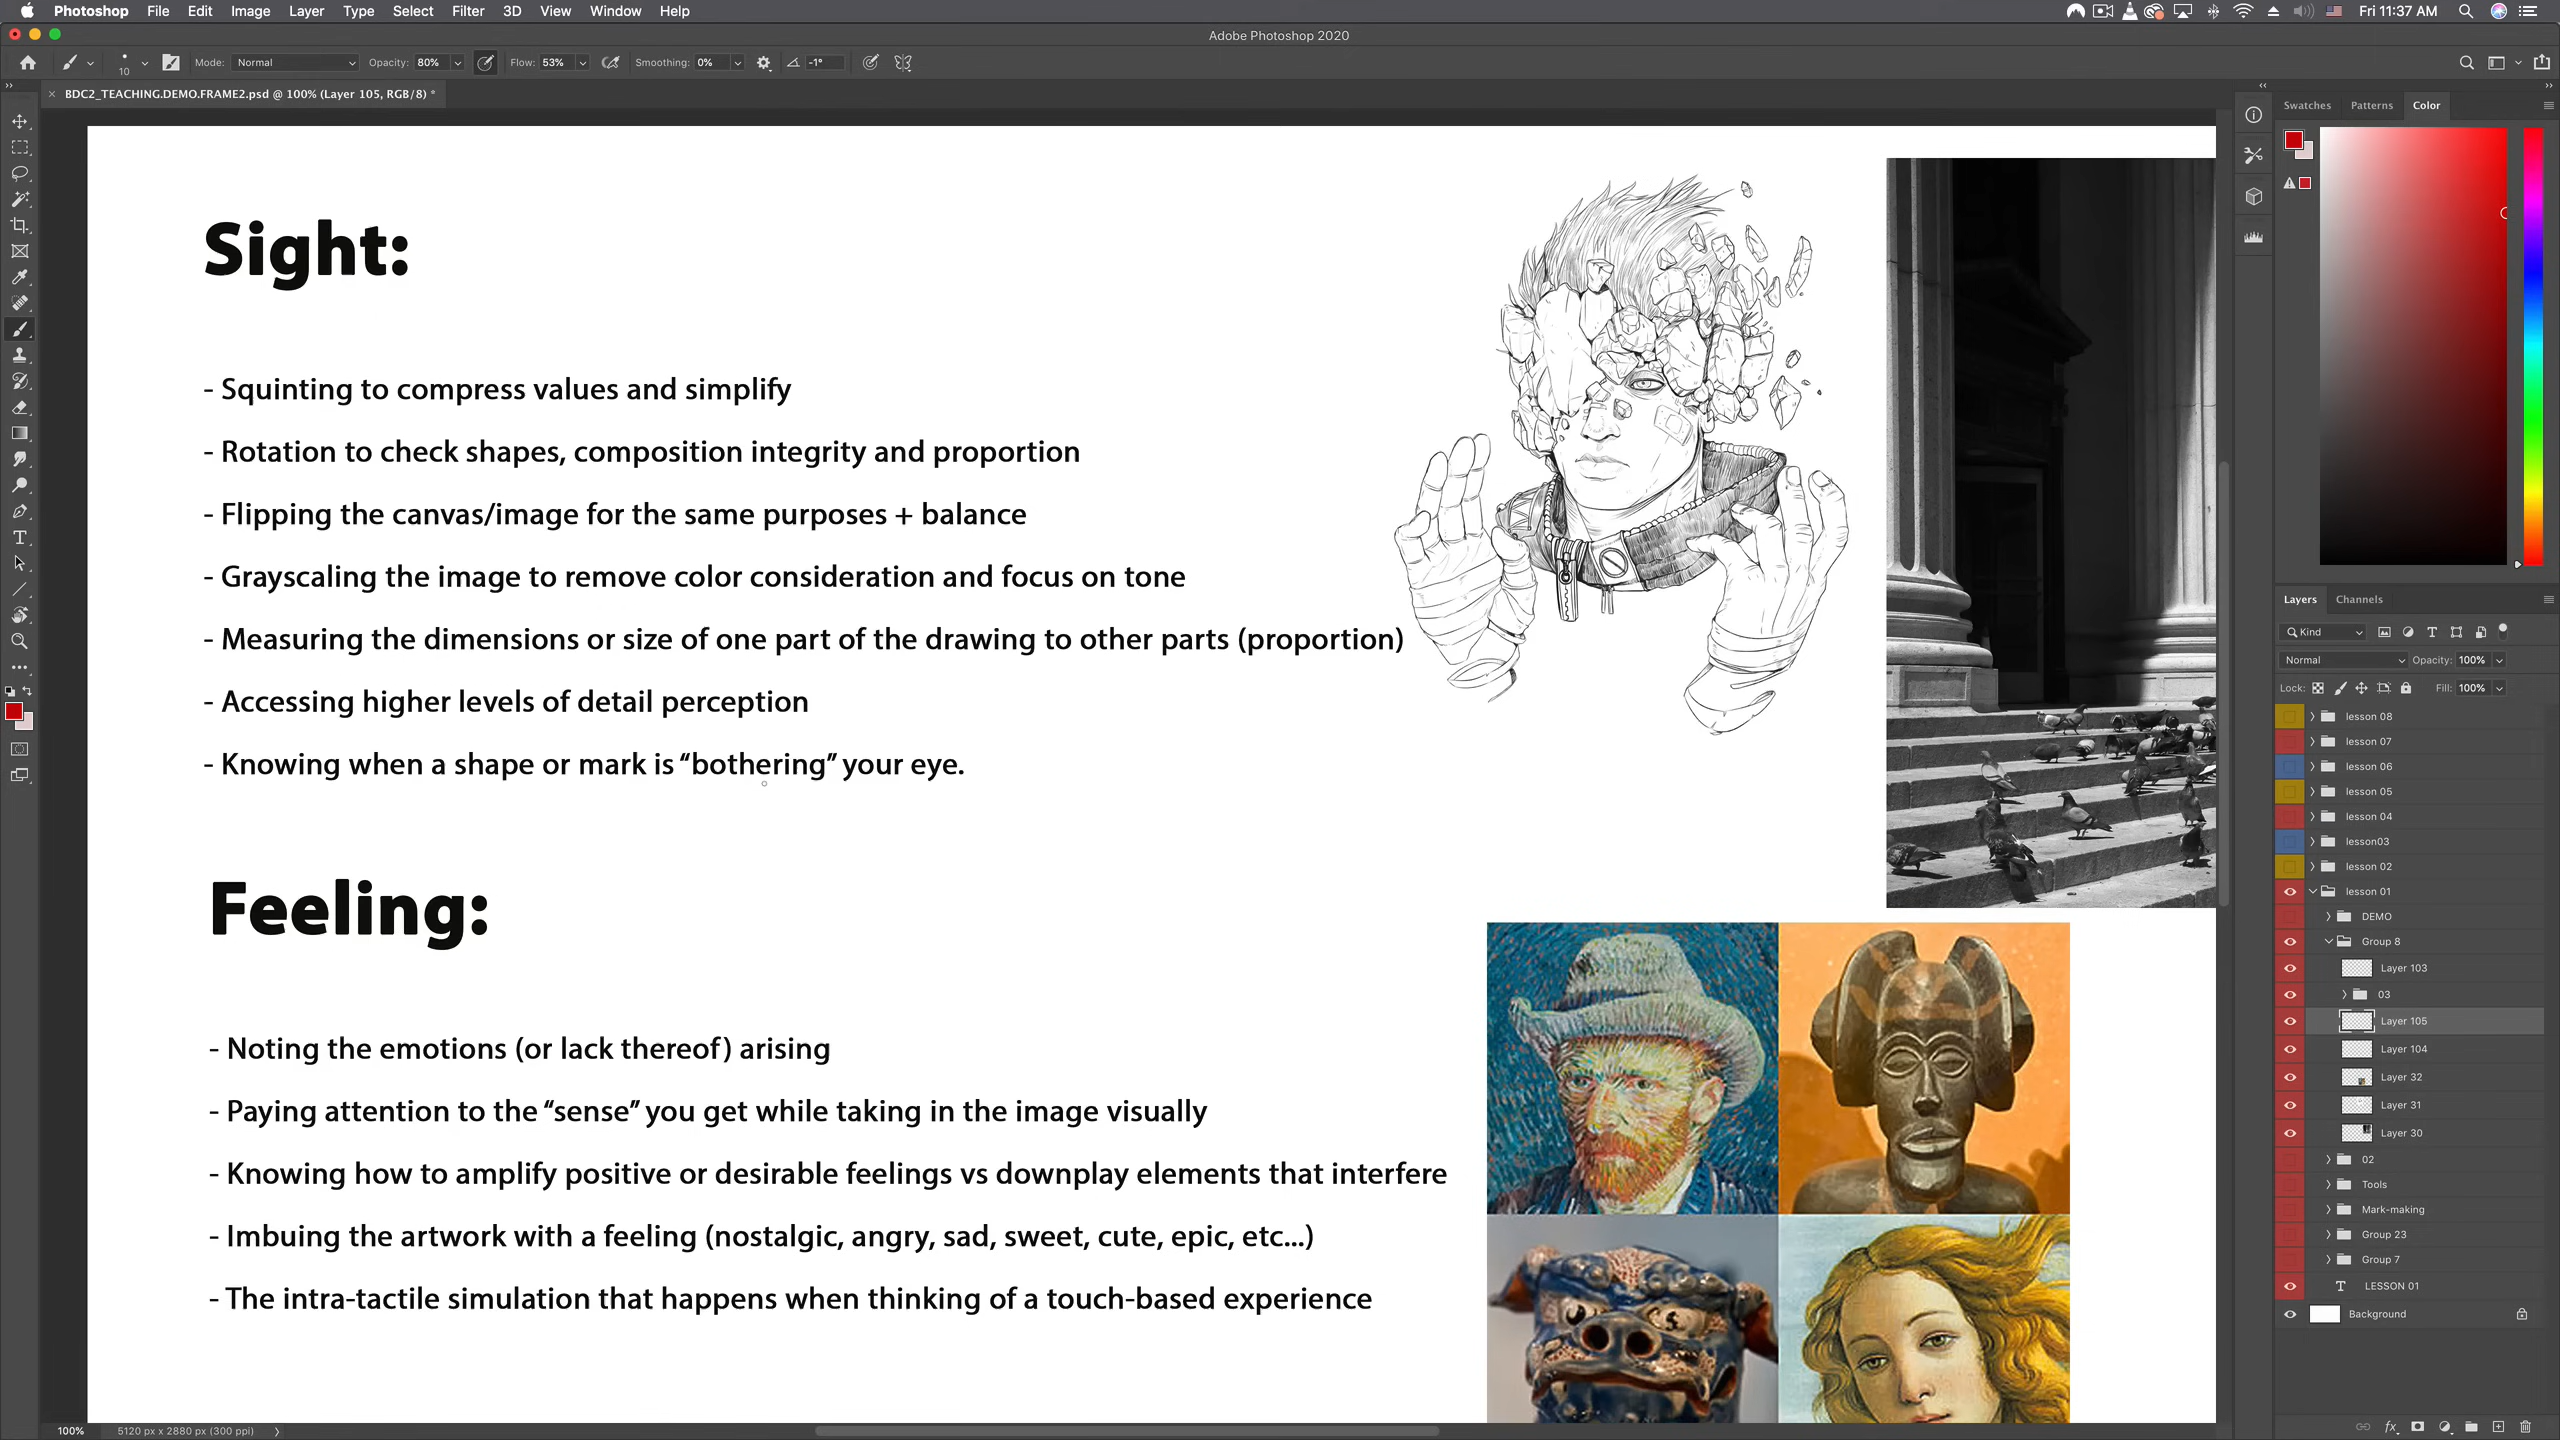 Photoshop File Edit Image Layer Type Select Filter 3D View Window Help
Fri 11:37 AM
Adobe Photoshop 2020
10 Mode: Normal Opacity: 80% Flow: 53% Smoothing: 0% -1°
BDC2_TEACHING.DEMO.FRAME2.psd @ 100% (Layer 105, RGB/8) *
Sight:
- Squinting to compress values and simplify
- Rotation to check shapes, composition integrity and proportion
- Flipping the canvas/image for the same purposes + balance
- Grayscaling the image to remove color consideration and focus on tone
- Measuring the dimensions or size of one part of the drawing to other parts (proportion)
- Accessing higher levels of detail perception
- Knowing when a shape or mark is “bothering” your eye.
Feeling:
- Noting the emotions (or lack thereof) arising
- Paying attention to the “sense” you get while taking in the image visually
- Knowing how to amplify positive or desirable feelings vs downplay elements that interfere
- Imbuing the artwork with a feeling (nostalgic, angry, sad, sweet, cute, epic, etc...)
- The intra-tactile simulation that happens when thinking of a touch-based experience
Swatches Patterns Color
Layers Channels
Kind
Normal Opacity: 100%
Lock: Fill: 100%
lesson 08
lesson 07
lesson 06
lesson 05
lesson 04
lesson03
lesson 02
lesson 01
DEMO
Group 8
Layer 103
03
Layer 105
Layer 104
Layer 32
Layer 31
Layer 30
02
Tools
Mark-making
Group 23
Group 7
LESSON 01
Background
100% 5120 px x 2880 px (300 ppi)